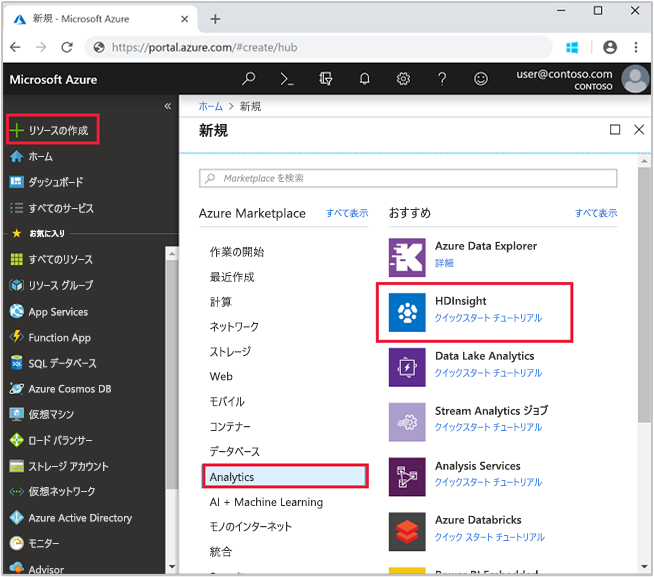 新規 - Microsoft Azure
https://portal.azure.com/#create/hub
Microsoft Azure
user@contoso.com
CONTOSO
リソースの作成
ホーム
ダッシュボード
すべてのサービス
お気に入り
すべてのリソース
リソース グループ
App Services
Function App
SQL データベース
Azure Cosmos DB
仮想マシン
ロード バランサー
ストレージ アカウント
仮想ネットワーク
Azure Active Directory
モニター
Advisor
ホーム > 新規
新規
Marketplace を検索
Azure Marketplace すべて表示
作業の開始
最近作成
計算
ネットワーク
ストレージ
Web
モバイル
コンテナー
データベース
Analytics
AI + Machine Learning
モノのインターネット
統合
おすすめ すべて表示
Azure Data Explorer
詳細
HDInsight
クイックスタート チュートリアル
Data Lake Analytics
クイックスタート チュートリアル
Stream Analytics ジョブ
クイックスタート チュートリアル
Analysis Services
クイックスタート チュートリアル
Azure Databricks
クイック スタート チュートリアル
Power BI Embedded